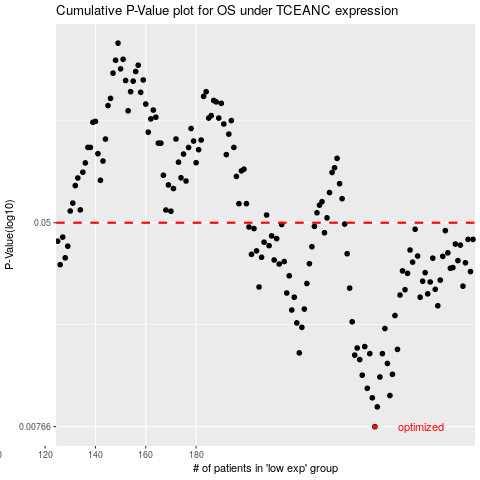 Cumulative P-Value plot for OS under TCEANC expression
P-Value(log10)
0.05
0.00766
optimized
0 120 140 160 180
# of patients in 'low exp' group